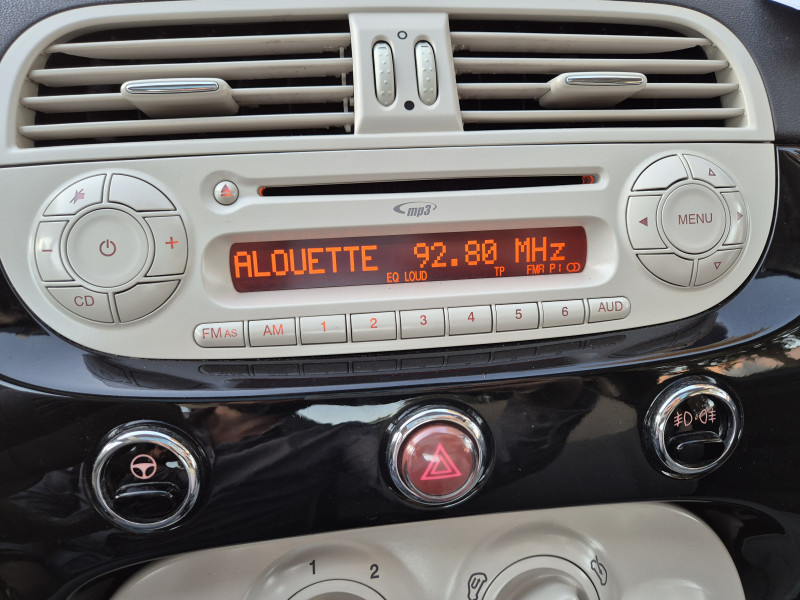 mp3
MENU
ALOUETTE 92.80 MHz
EQ LOUD TP FMA PI
CD
FM AS AM 1 2 3 4 5 6 AUD
1 2